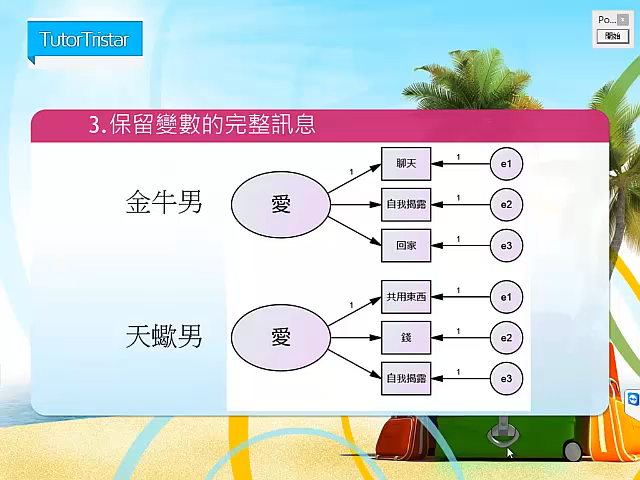 TutorTristar
Po...
開始
3.保留變數的完整訊息
金牛男
愛
1
聊天
1
e1
自我揭露
1
e2
回家
1
e3
天蠍男
愛
1
共用東西
1
e1
錢
1
e2
自我揭露
1
e3